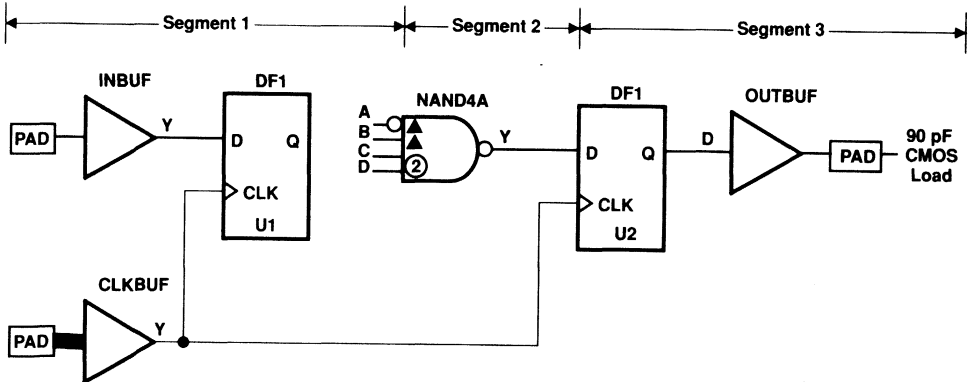 Segment 1
Segment 2
Segment 3
INBUF
DF1
NAND4A
DF1
OUTBUF
PAD
Y
D
Q
CLK
U1
A
B
C
D
2
Y
D
Q
CLK
U2
D
PAD
90 pF
CMOS
Load
CLKBUF
PAD
Y